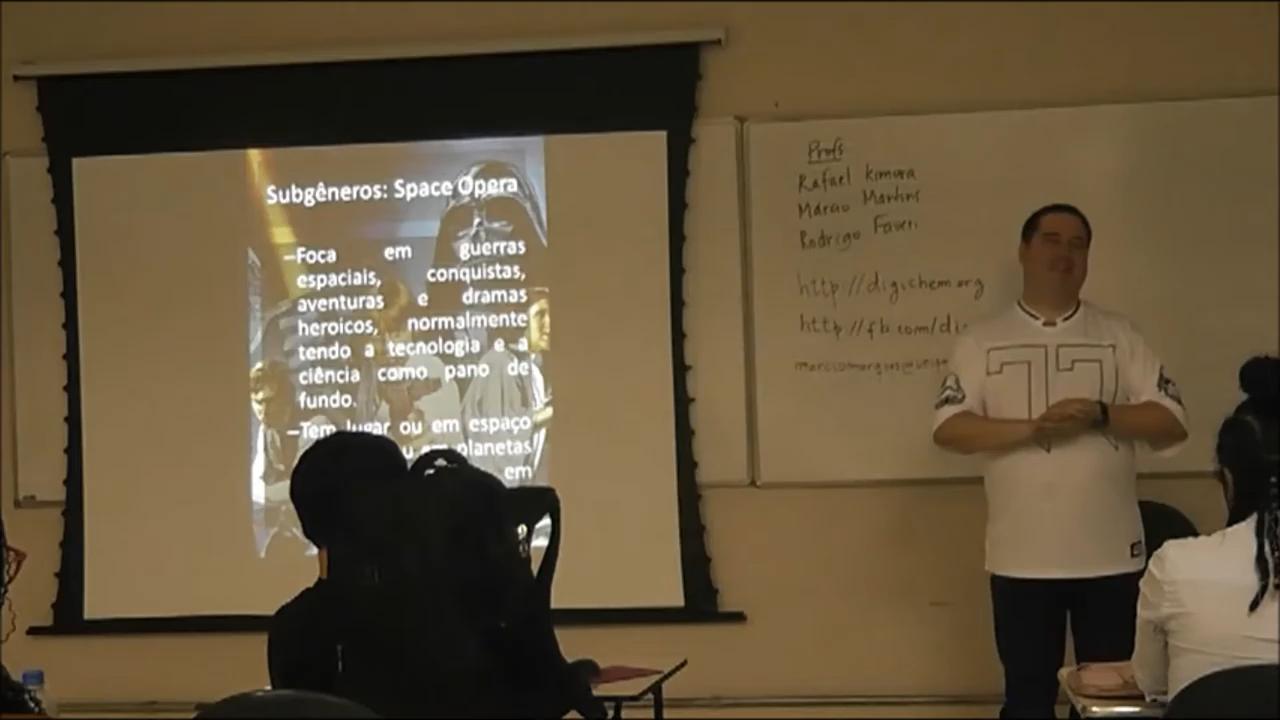 Subgêneros: Space Opera
–Foca em guerras
espaciais, conquistas,
aventuras e dramas
heroicos, normalmente
tendo a tecnologia e a
ciência como pano de
fundo.
–Tem lugar ou em espaço
planetas
em
Profs
Rafael Kimura
Marcio Martins
Rodrigo
http://digichem.org
http://fb.com/di
77